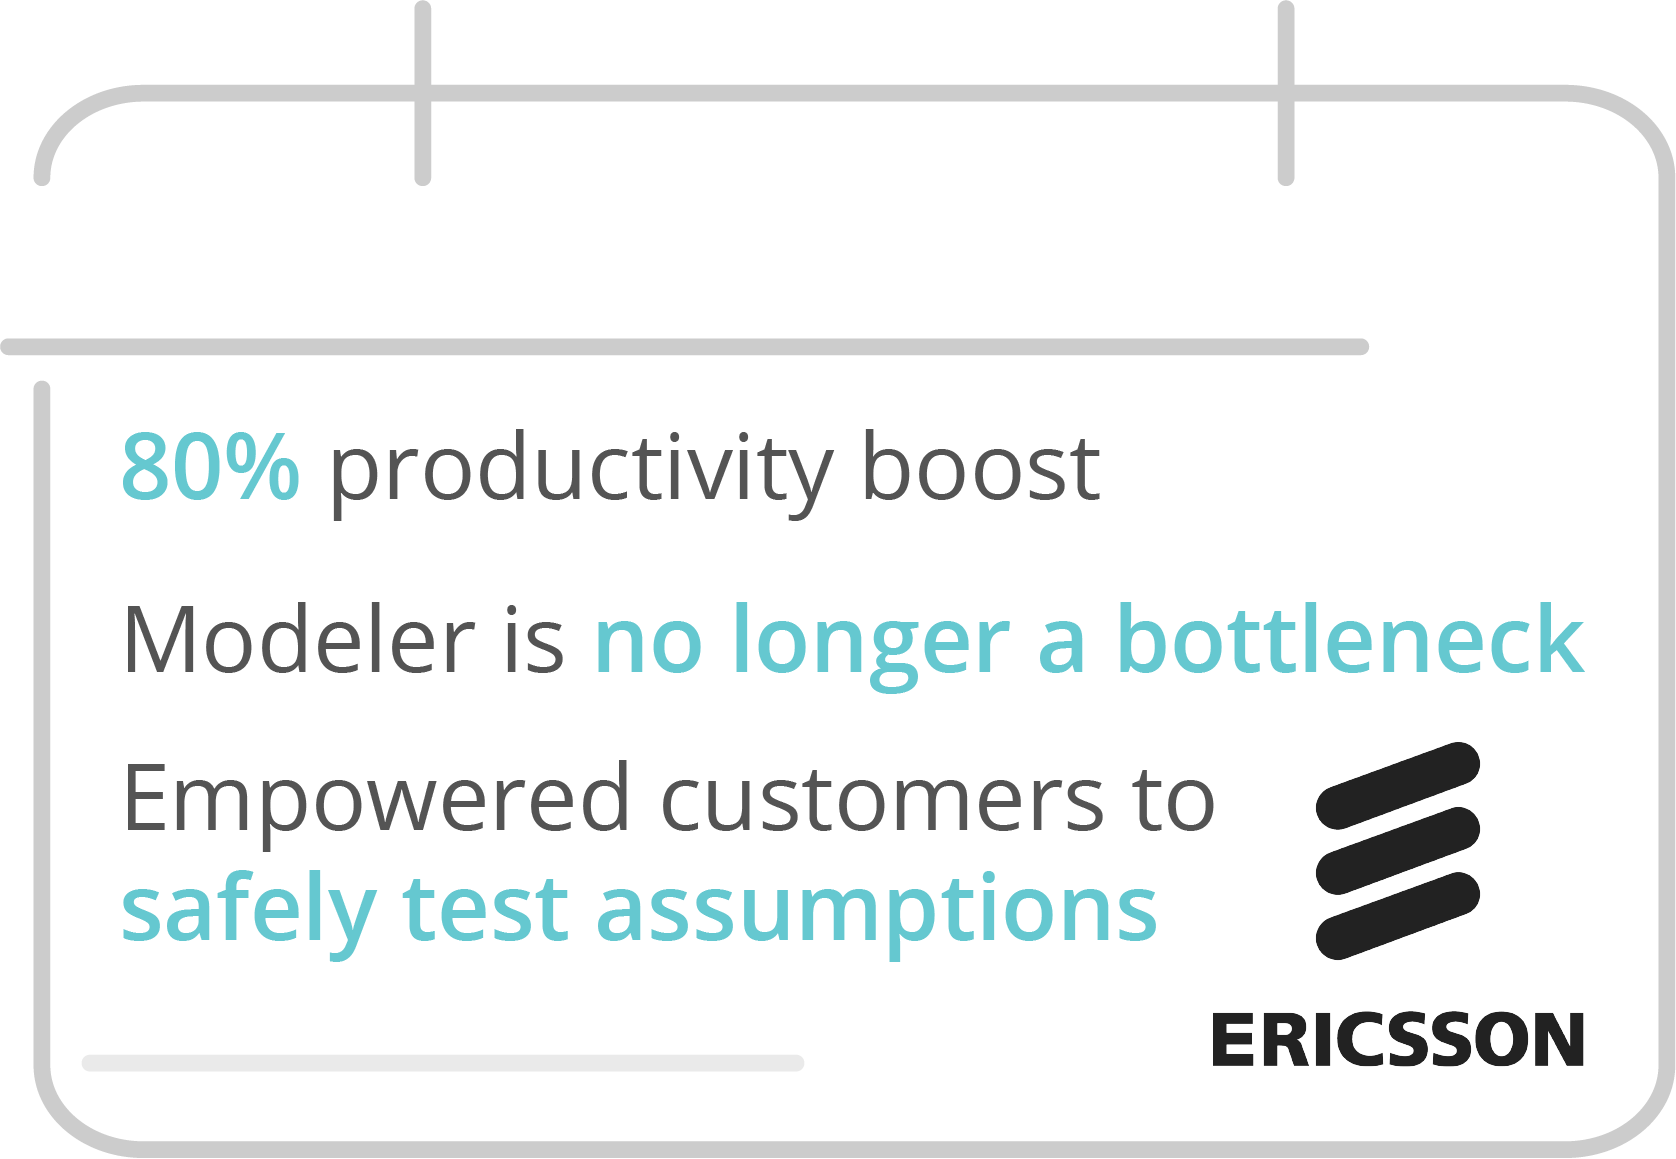 80% productivity boost
Modeler is no longer a bottleneck
Empowered customers to
safely test assumptions
ERICSSON